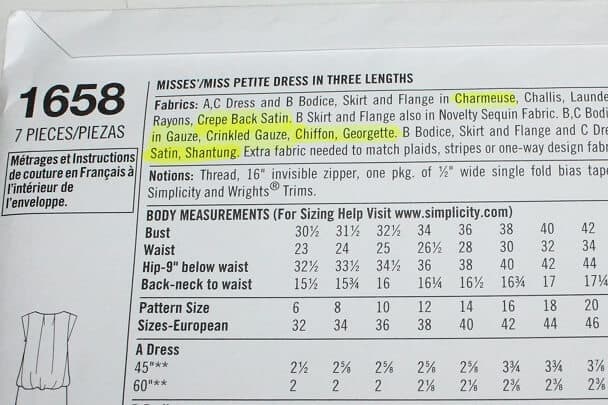 1658
7 PIECES/PIEZAS
Métrages et Instructions
de couture en Français à
l'intérieur de
l'enveloppe.
MISSES'/MISS PETITE DRESS IN THREE LENGTHS
Fabrics: A,C Dress and B Bodice, Skirt and Flange in Charmeuse, Challis,
Rayons, Crepe Back Satin. B Skirt and Flange also in Novelty Sequin Fabric. B,C
in Gauze, Crinkled Gauze, Chiffon, Georgette. B Bodice, Skirt and Flange and C
Satin, Shantung. Extra fabric needed to match plaids, stripes or one-way design
Notions: Thread, 16" invisible zipper, one pkg. of ½" wide single fold bias
Simplicity and Wrights® Trims.
BODY MEASUREMENTS (For Sizing Help Visit www.simplicity.com)
Bust 30½ 31½ 32½ 34 36 38 40 42
Waist 23 24 25 26½ 28 30 32 34
Hip-9" below waist 32½ 33½ 34½ 36 38 40 42 44
Back-neck to waist 15½ 15¾ 16 16¼ 16½ 16¾ 17 17¼
Pattern Size 6 8 10 12 14 16 18 20
Sizes-European 32 34 36 38 40 42 44 46
A Dress
45"** 2½ 2⅝ 2⅝ 2⅝ 2⅝ 3¾ 3¾ 3⅞
60"** 2 2 2 2⅛ 2⅛ 2⅜ 2⅜ 2⅜